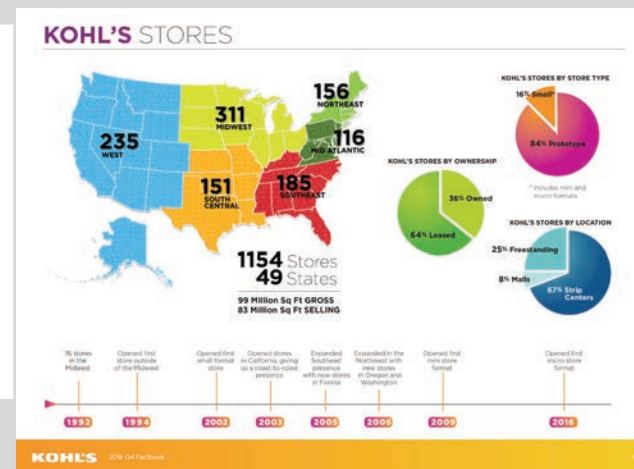 KOHL'S STORES
235
WEST
311
MIDWEST
156
NORTHEAST
116
MID ATLANTIC
151
SOUTH
CENTRAL
185
SOUTHEAST
1154 Stores
49 States
99 Million Sq Ft GROSS
83 Million Sq Ft SELLING
KOHL'S STORES BY STORE TYPE
16% Small*
84% Prototype
* Includes mini and
micro formats
KOHL'S STORES BY OWNERSHIP
36% Owned
64% Leased
KOHL'S STORES BY LOCATION
25% Freestanding
8% Malls
67% Strip
Centers
76 stores
in the
Midwest
Opened first
store outside
of the Midwest
Opened first
small format
store
Opened stores
in California, giving
us a coast-to-coast
presence
Expanded
Southeast
presence
with new stores
in Florida
Expanded in the
Northwest with
new stores
in Oregon and
Washington
Opened first
mini store
format
Opened first
micro store
format
1992
1994
2002
2003
2005
2006
2009
2016
KOHL'S 2016 Q4 Factbook